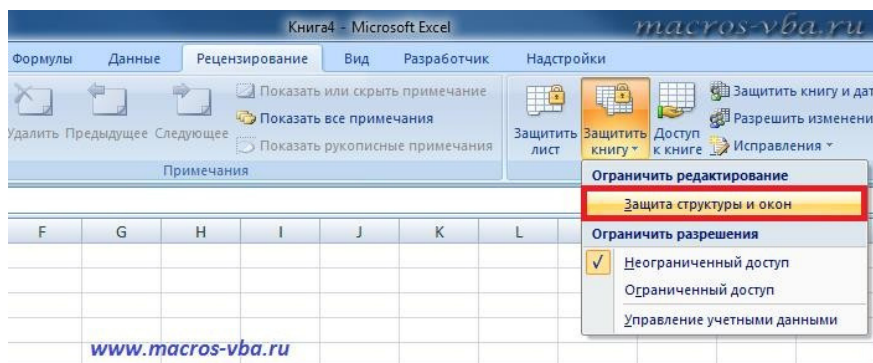 Книга4 - Microsoft Excel
macros-vba.ru
Формулы Данные Рецензирование Вид Разработчик Надстройки
Показать или скрыть примечание
Показать все примечания
Показать рукописные примечания
Удалить Предыдущее Следующее
Примечания
Защитить лист
Защитить книгу
Доступ к книге
Защитить книгу и дат
Разрешить изменени
Исправления
Ограничить редактирование
Защита структуры и окон
Ограничить разрешения
Неограниченный доступ
Ограниченный доступ
Управление учетными данными
F G H I J K L
www.macros-vba.ru